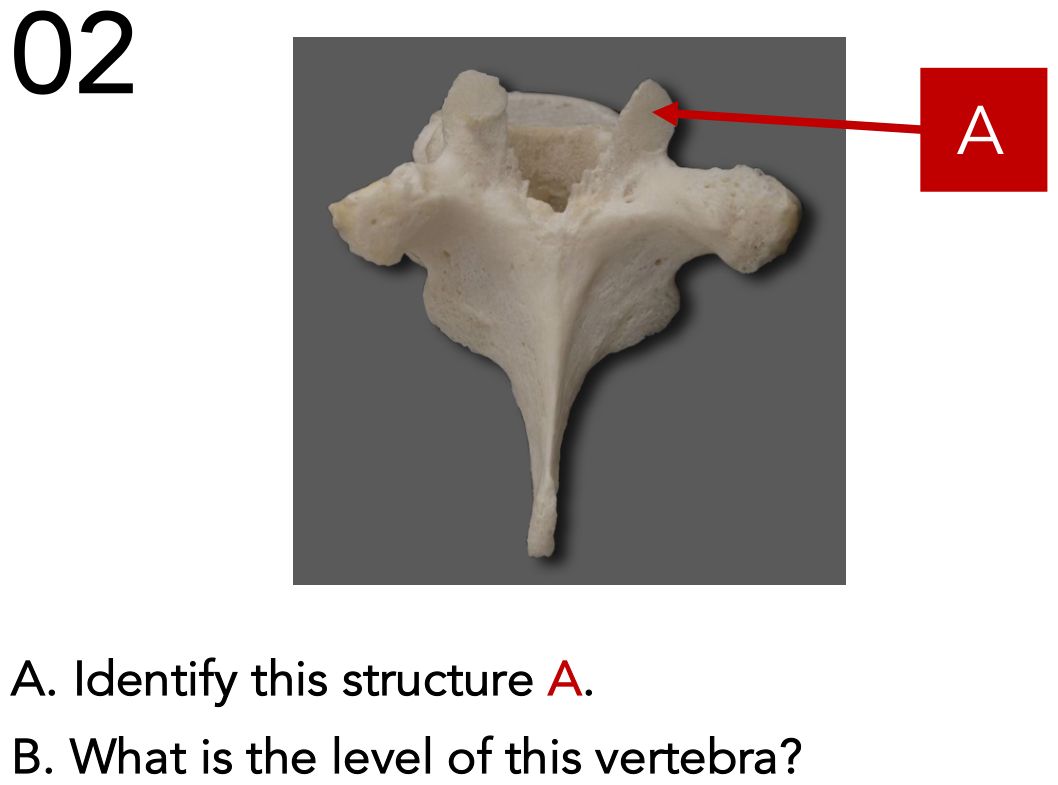 02
A
A. Identify this structure A.
B. What is the level of this vertebra?